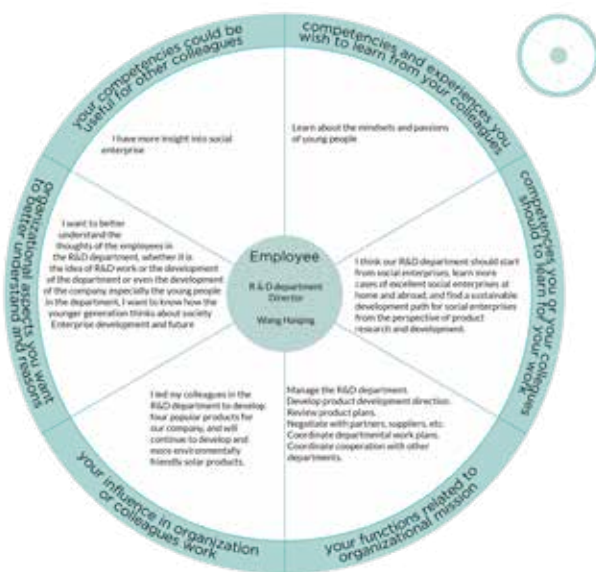 your competencies could be
useful for other colleagues
competencies and experiences you
wish to learn from your colleagues
I have more insight into social
enterprise
Learn about the mindsets and passions
of young people
organizational aspects you want
to better understand and reasons
I want to better
understand the
thoughts of the employees in
the R&D department, whether it is
the idea of R&D work or the development
of the department or even the development
of the company, especially the young people
in the department, I want to know how the
younger generation thinks about society
Enterprise development and future
Employee
R & D department
Director
Wang Haiqing
I think our R&D department should start
from social enterprises, learn more
cases of excellent social enterprises at
home and abroad, and find a sustainable
development path for social enterprises
from the perspective of product
research and development.
competencies you or your colleagues
should to learn for your work
I led my colleagues in the
R&D department to develop
four popular products for
our company, and will
continue to develop and
more environmentally
friendly solar products.
Manage the R&D department.
Develop product development direction.
Review product plans.
Negotiate with partners, suppliers, etc.
Coordinate departmental work plans.
Coordinate cooperation with other
departments.
your influence in organization
or colleagues work
your functions related to
organizational mission